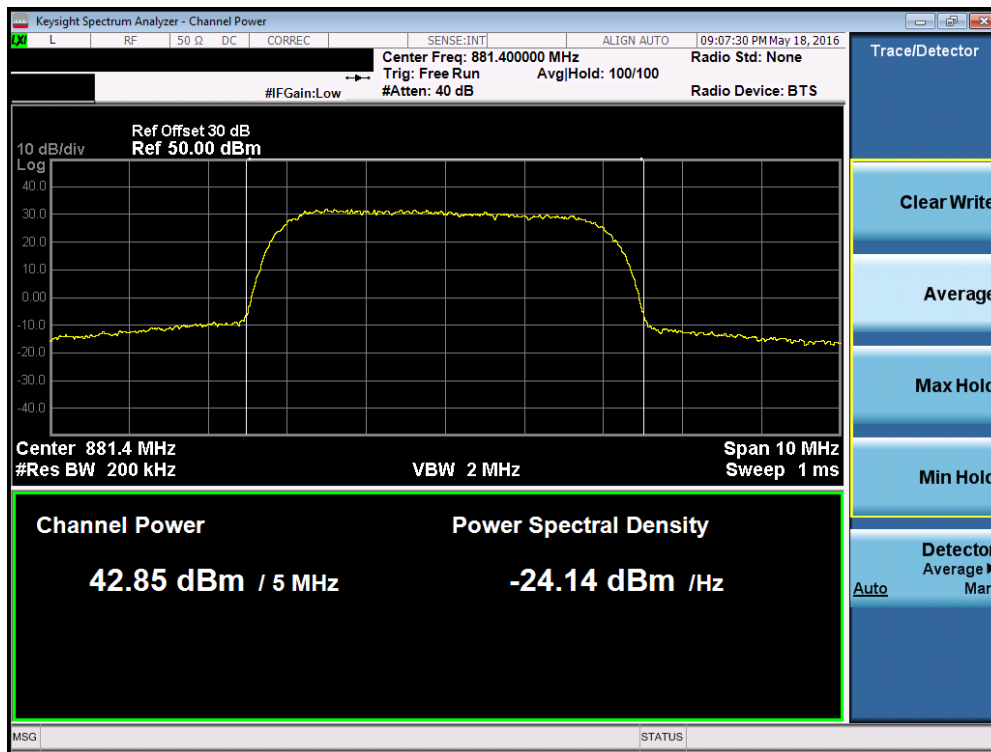 Keysight Spectrum Analyzer - Channel Power
LXI L RF 50 Ω DC CORREC SENSE:INT ALIGN AUTO 09:07:30 PM May 18, 2016
Center Freq: 881.400000 MHz Radio Std: None
Trig: Free Run Avg|Hold: 100/100
#IFGain:Low #Atten: 40 dB Radio Device: BTS
Trace/Detector
Ref Offset 30 dB
10 dB/div Ref 50.00 dBm
Log
40.0
30.0
20.0
10.0
0.00
-10.0
-20.0
-30.0
-40.0
Center 881.4 MHz Span 10 MHz
#Res BW 200 kHz VBW 2 MHz Sweep 1 ms
Channel Power Power Spectral Density
42.85 dBm / 5 MHz -24.14 dBm /Hz
Clear Write
Average
Max Hold
Min Hold
Detector
Average
Auto Man
MSG STATUS